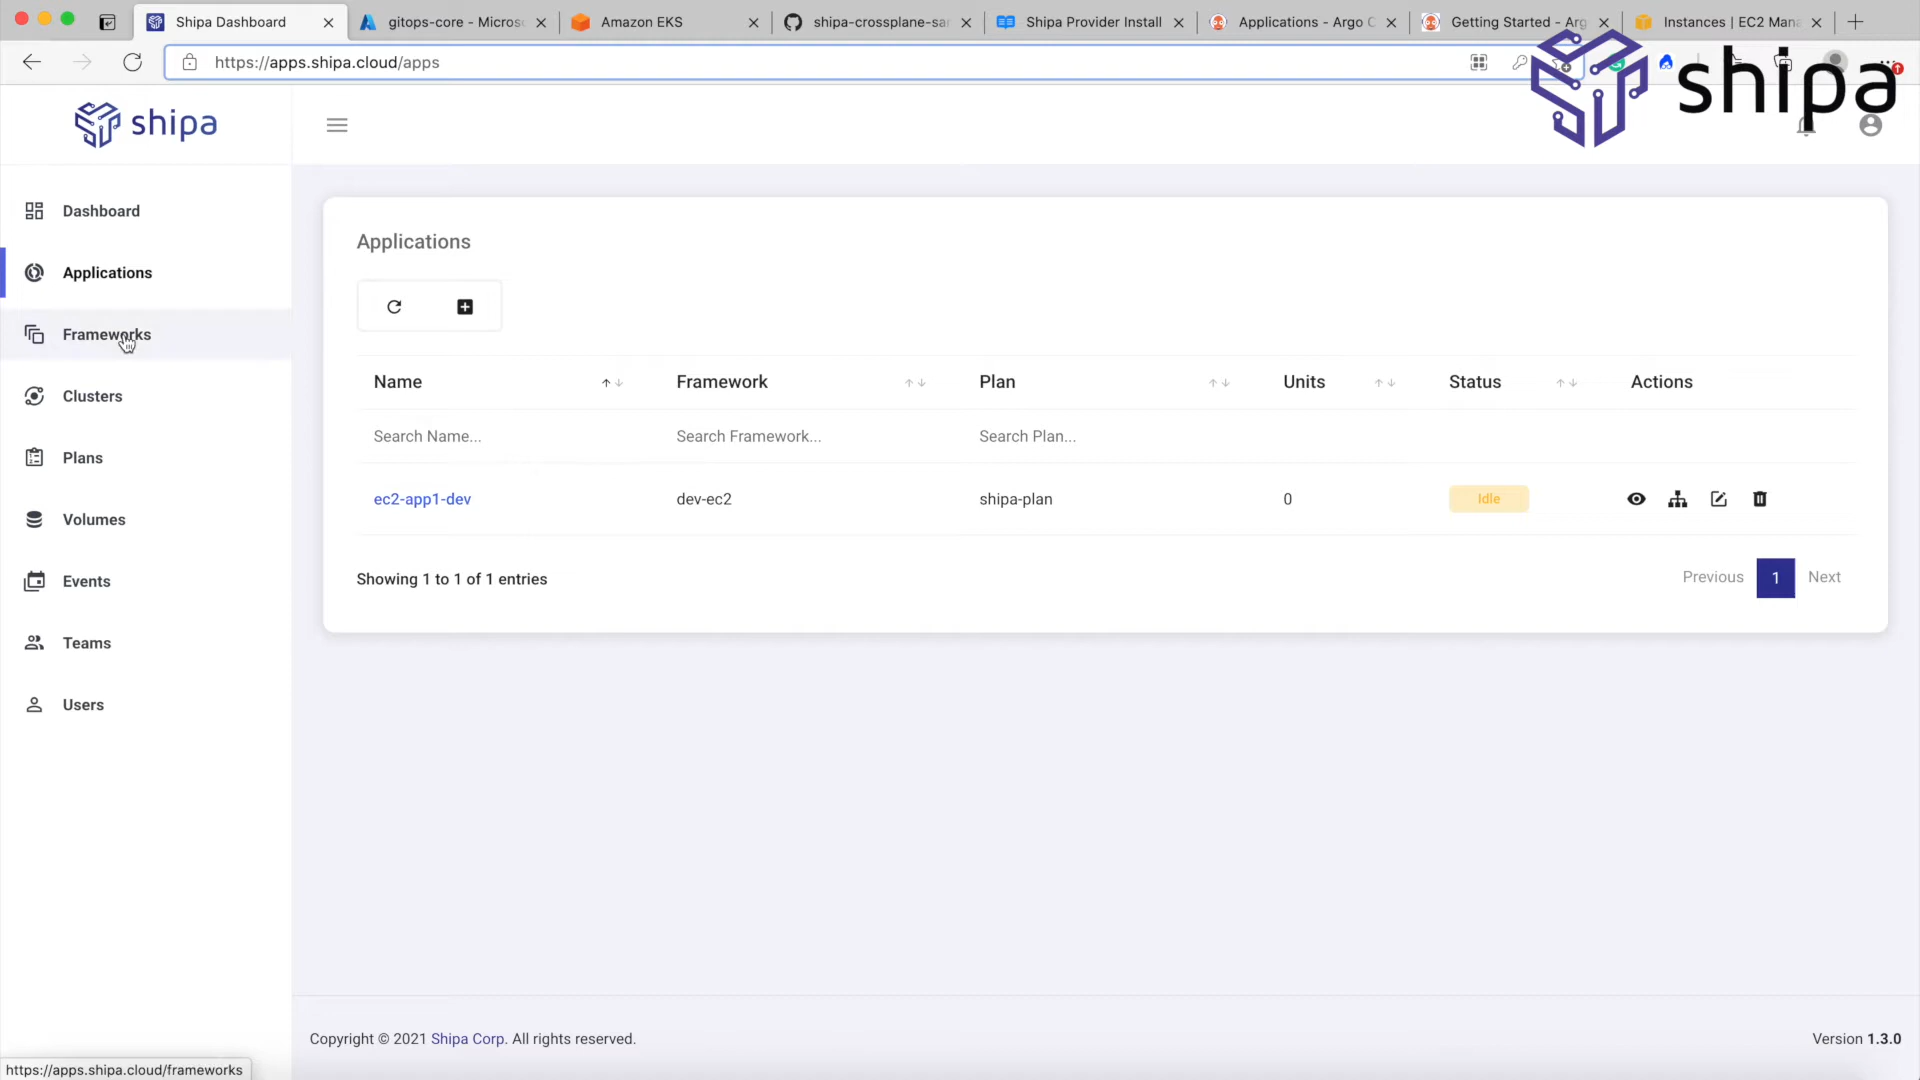 Shipa Dashboard
gitops-core - Micros
Amazon EKS
shipa-crossplane-sa
Shipa Provider Install
Applications - Argo C
Getting Started - Arg
Instances | EC2 Mana
https://apps.shipa.cloud/apps
shipa
shipa
Dashboard
Applications
Frameworks
Clusters
Plans
Volumes
Events
Teams
Users
Applications
Name Framework Plan Units Status Actions
Search Name... Search Framework... Search Plan...
ec2-app1-dev dev-ec2 shipa-plan 0 Idle
Showing 1 to 1 of 1 entries
Previous 1 Next
Copyright © 2021 Shipa Corp. All rights reserved.
Version 1.3.0
https://apps.shipa.cloud/frameworks